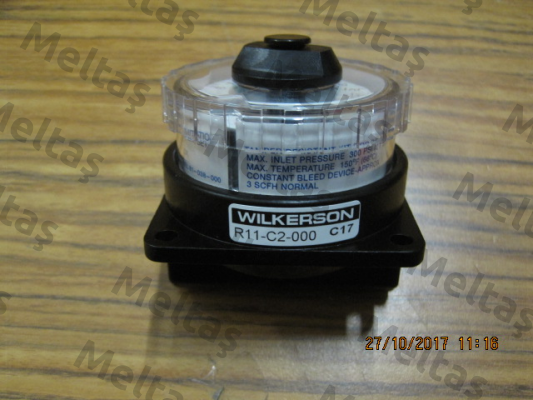 MAX. INLET PRESSURE 300
MAX. TEMPERATURE
CONSTANT BLEED DEVICE
3 SCFH NORMAL
WILKERSON
R11-C2-000 C17
27/10/2017 11:16
Meltaş
Meltaş
Meltaş
Meltaş
Meltaş
Meltaş
Meltaş
Meltaş
Meltaş